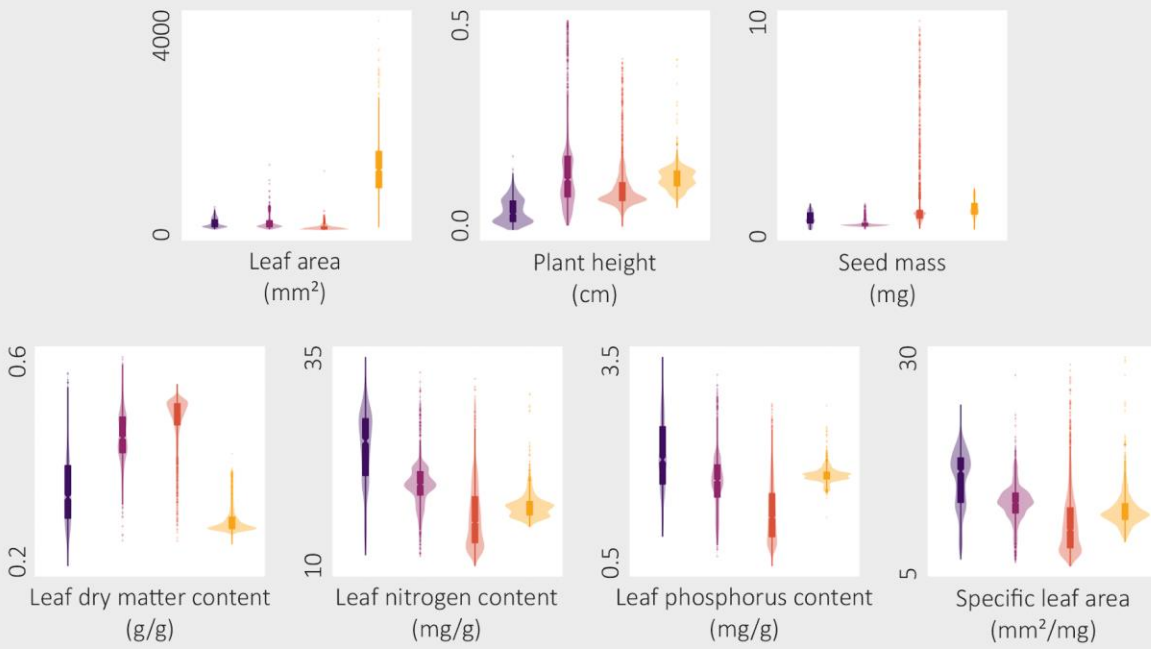 4000
0
Leaf area
(mm²)
0.5
0.0
Plant height
(cm)
10
0
Seed mass
(mg)
0.6
0.2
Leaf dry matter content
(g/g)
35
10
Leaf nitrogen content
(mg/g)
3.5
0.5
Leaf phosphorus content
(mg/g)
30
5
Specific leaf area
(mm²/mg)